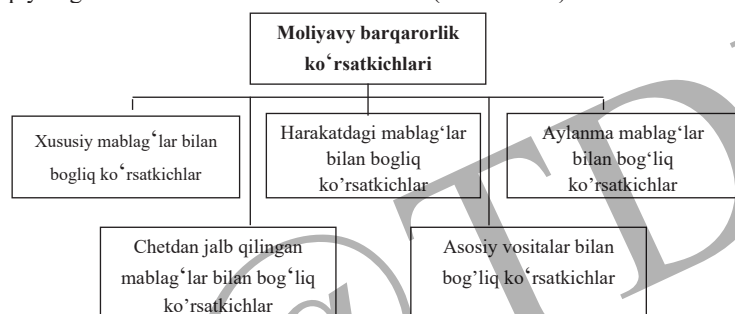 Moliyavy barqarorlik
ko‘rsatkichlari
Xususiy mablag‘lar bilan
bogliq ko‘rsatkichlar
Harakatdagi mablag‘lar
bilan bogliq
ko’rsatkichlar
Aylanma mablag‘lar
bilan bog‘liq
ko’rsatkichlar
Chetdan jalb qilingan
mablag‘lar bilan bog‘liq
ko’rsatkichlar
Asosiy vositalar bilan
bog’liq ko‘rsatkichlar
@TD